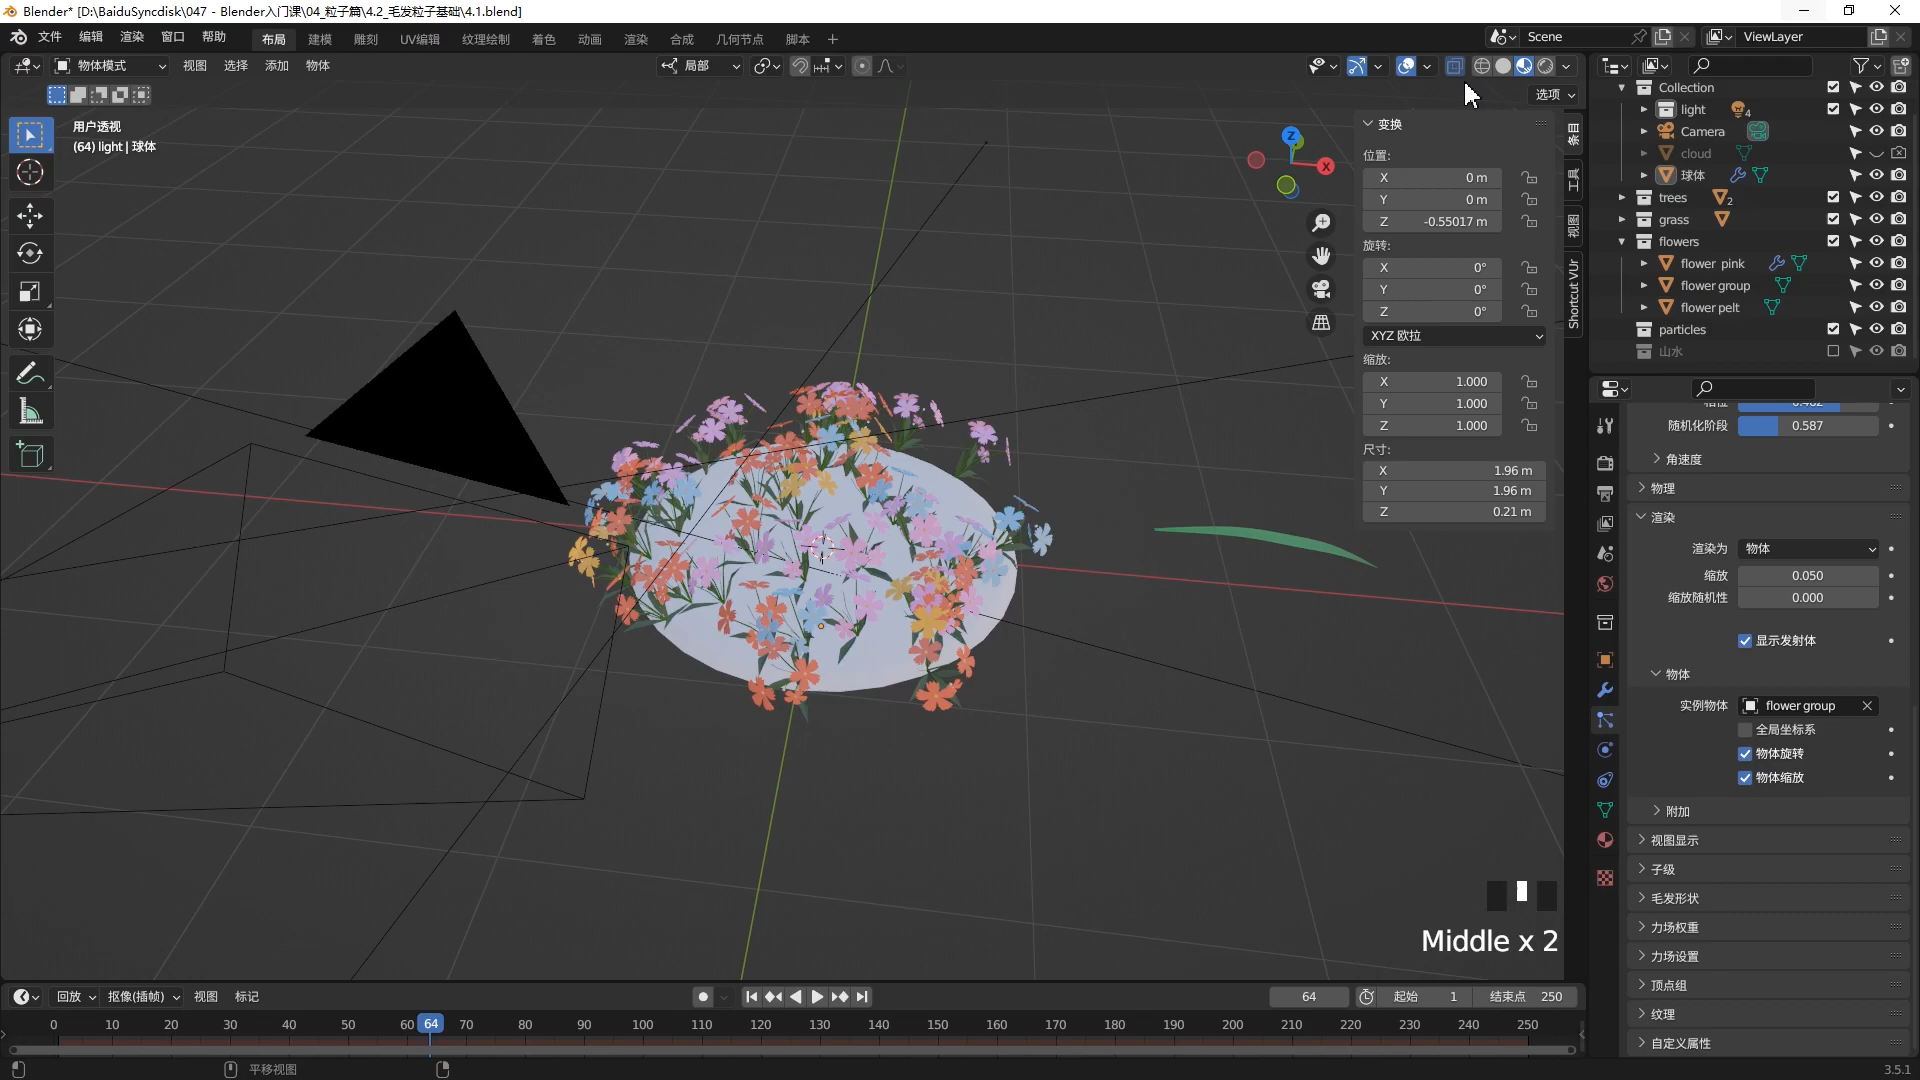 Blender* [D:\BaiduSyncdisk\047 - Blender入门课\04_粒子篇\4.2_毛发粒子基础\4.1.blend]
文件 编辑 渲染 窗口 帮助 布局 建模 雕刻 UV编辑 纹理绘制 着色 动画 渲染 合成 几何节点 脚本 + Scene ViewLayer
物体模式 视图 选择 添加 物体 局部
选项
用户透视
(64) light | 球体
Z
X
变换
位置:
X 0 m
Y 0 m
Z -0.55017 m
旋转:
X 0°
Y 0°
Z 0°
XYZ 欧拉
缩放:
X 1.000
Y 1.000
Z 1.000
尺寸:
X 1.96 m
Y 1.96 m
Z 0.21 m
条目
工具
视图
Shortcut VUr
Collection
light 4
Camera
cloud
球体
trees 2
grass
flowers
flower pink
flower group
flower pelt
particles
山水
随机化阶段 0.587
角速度
物理
渲染
渲染为 物体
缩放 0.050
缩放随机性 0.000
显示发射体
物体
实例物体 flower group
全局坐标系
物体旋转
物体缩放
附加
视图显示
子级
毛发形状
力场权重
力场设置
顶点组
纹理
自定义属性
Middle x 2
回放 抠像(插帧) 视图 标记 64 起始 1 结束点 250
0 10 20 30 40 50 60 64 70 80 90 100 110 120 130 140 150 160 170 180 190 200 210 220 230 240 250
平移视图
3.5.1